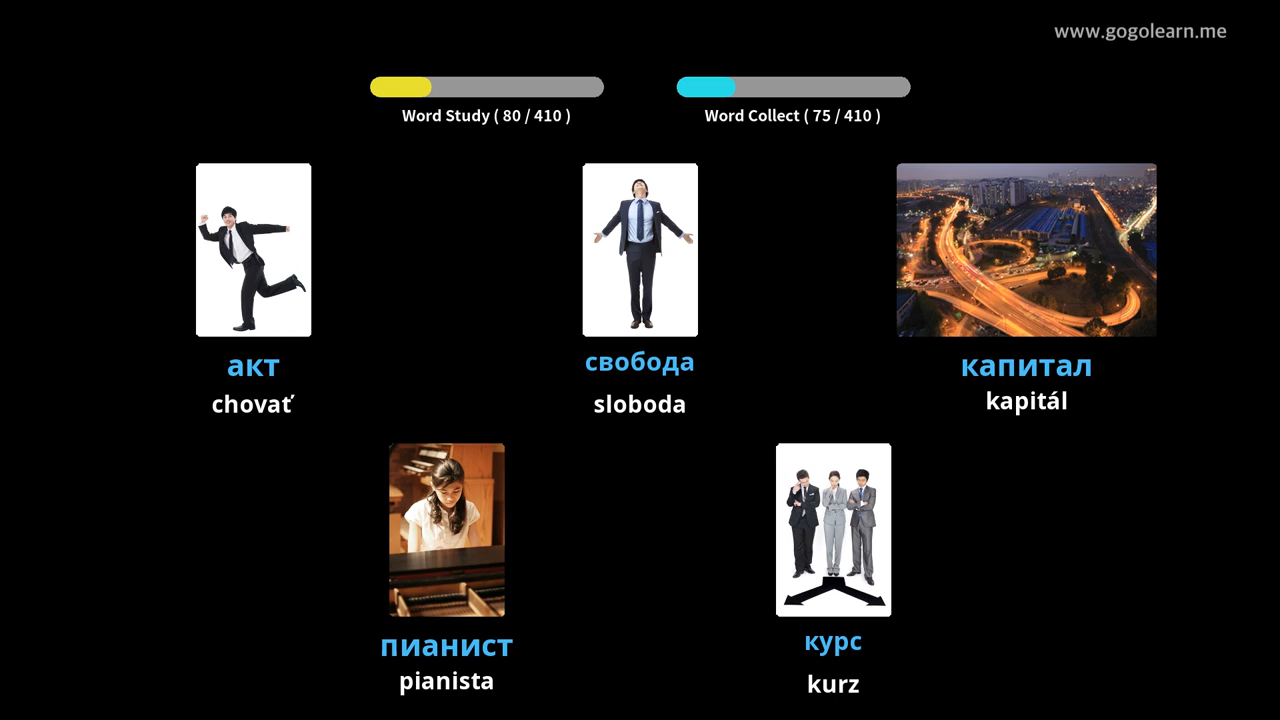 www.gogolearn.me
Word Study ( 80 / 410 )
Word Collect ( 75 / 410 )
акт
chovať
свобода
sloboda
капитал
kapitál
пианист
pianista
курс
kurz